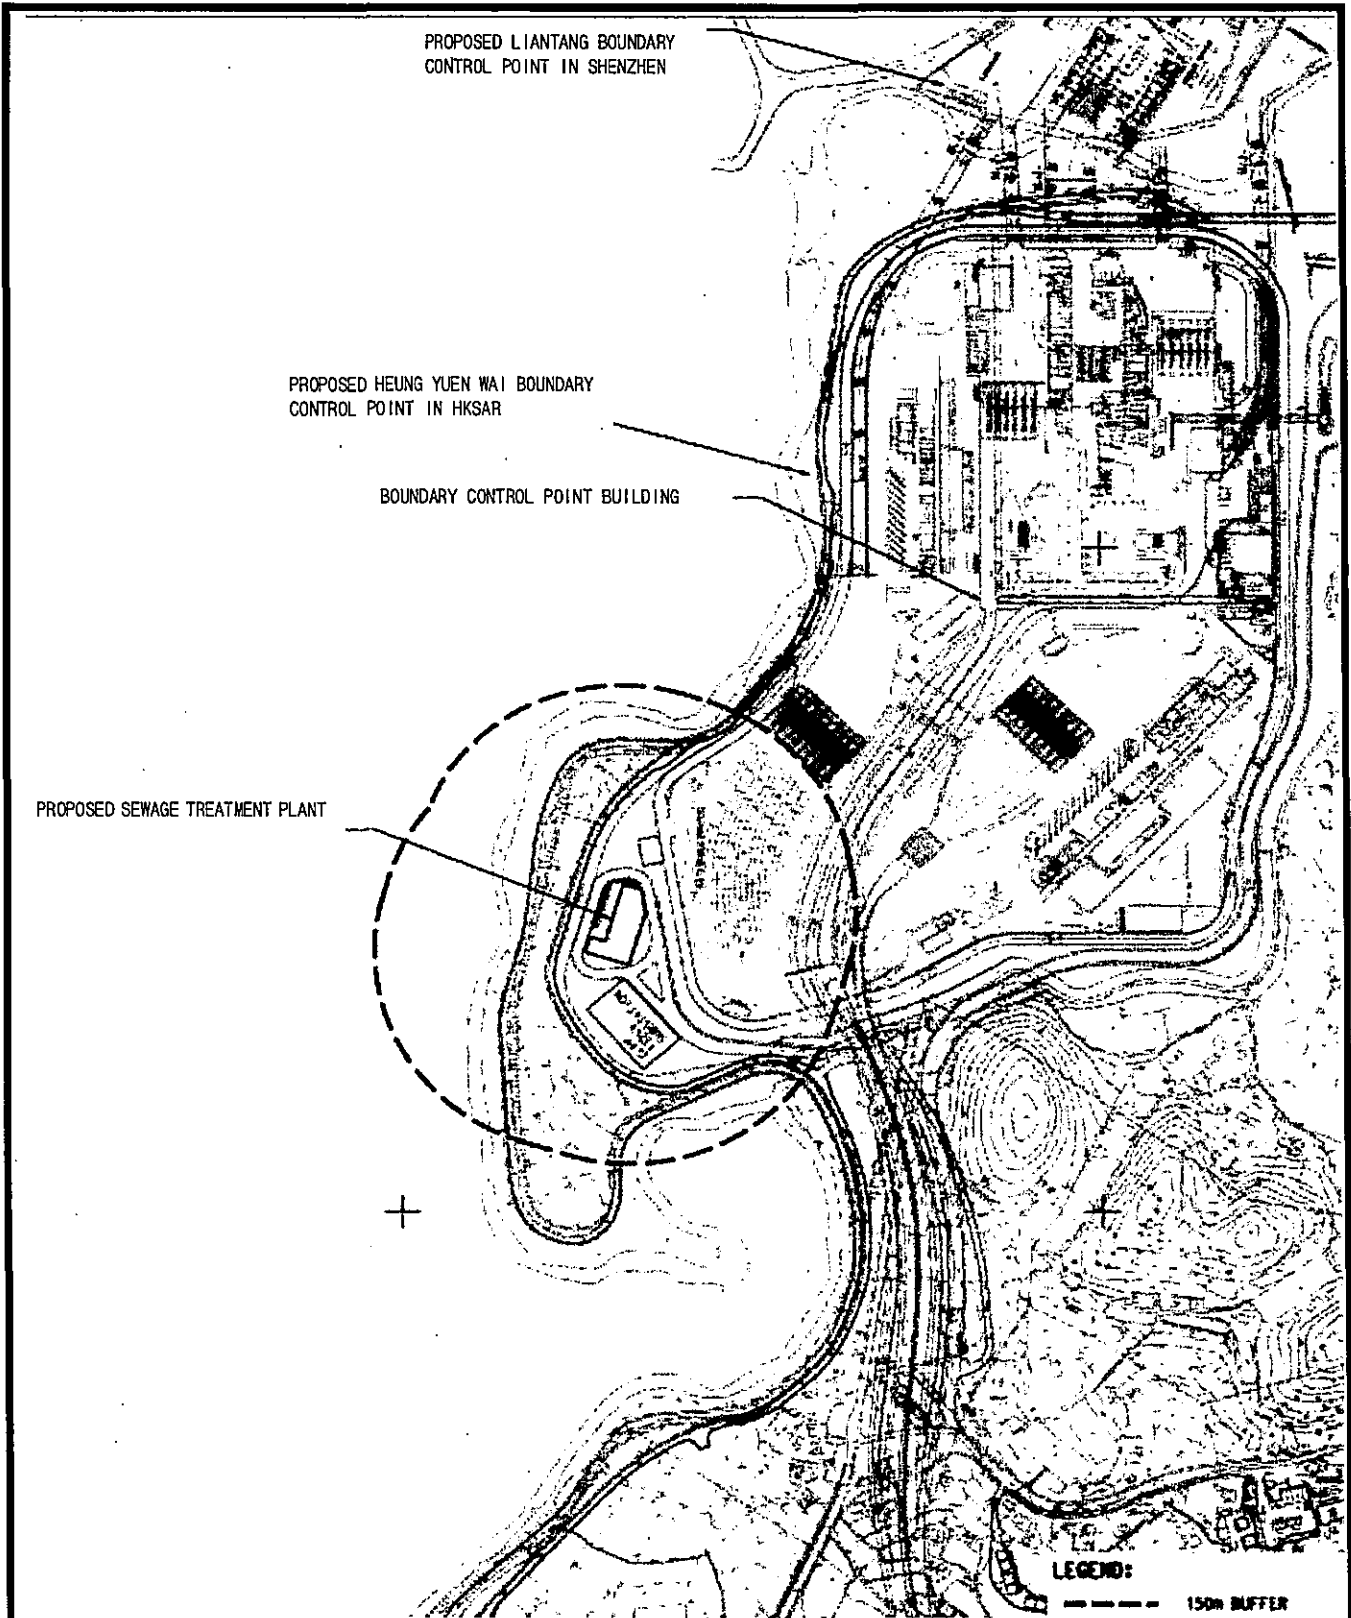 PROPOSED LIANTANG BOUNDARY
CONTROL POINT IN SHENZHEN
PROPOSED HEUNG YUEN WAI BOUNDARY
CONTROL POINT IN HKSAR
BOUNDARY CONTROL POINT BUILDING
PROPOSED SEWAGE TREATMENT PLANT
LEGEND:
150m BUFFER